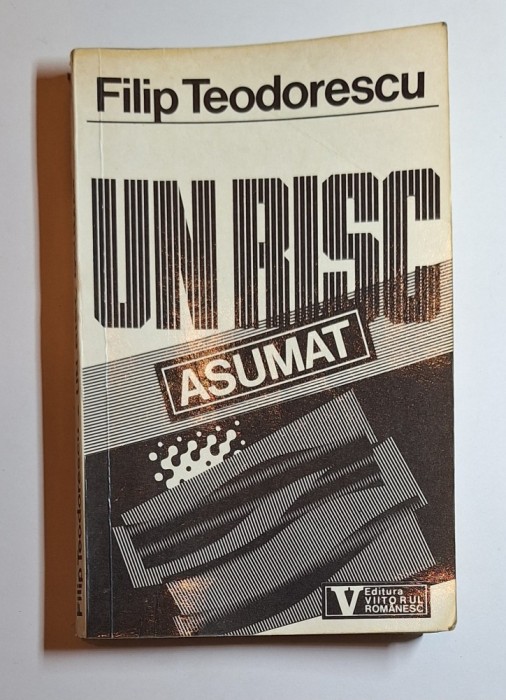 Filip Teodorescu
UN RISC
ASUMAT
V
Editura
VIITORUL
ROMÂNESC
Filip Teodorescu